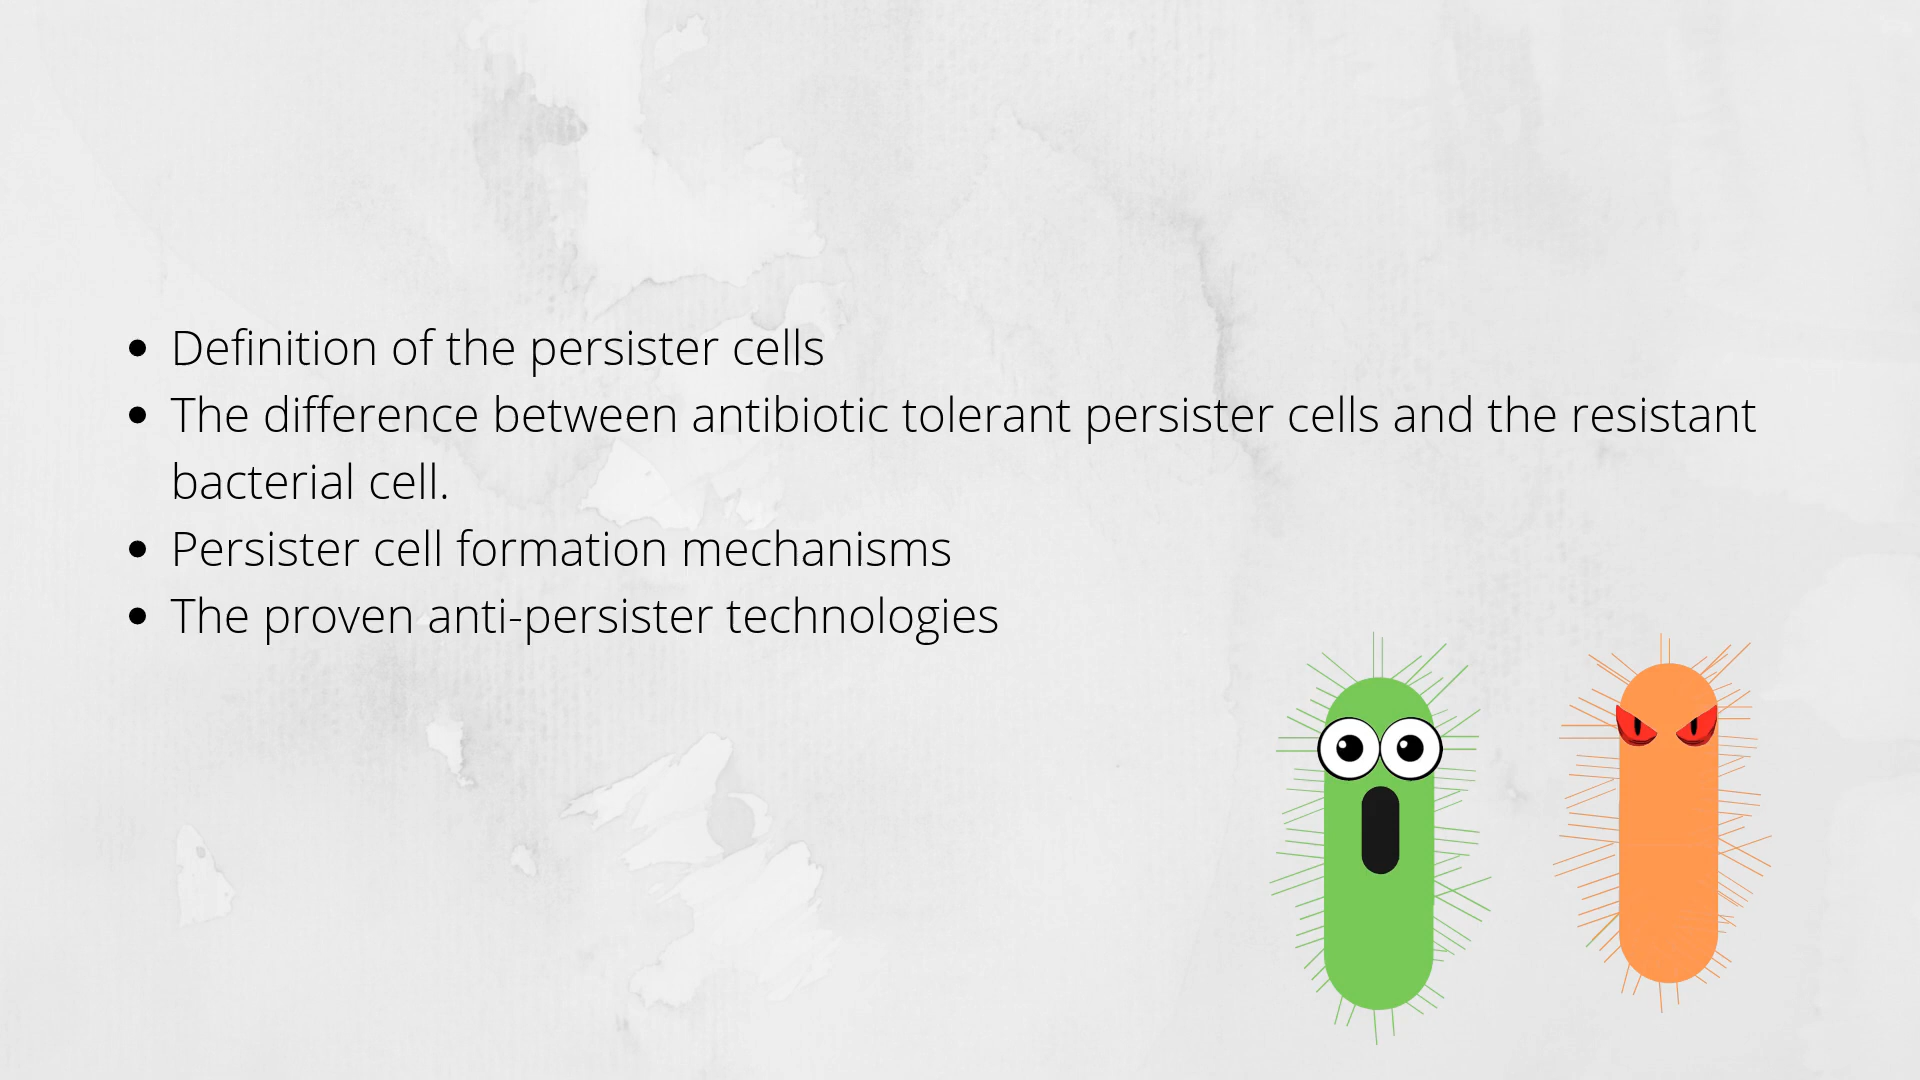 • Definition of the persister cells
• The difference between antibiotic tolerant persister cells and the resistant
bacterial cell.
• Persister cell formation mechanisms
• The proven anti-persister technologies